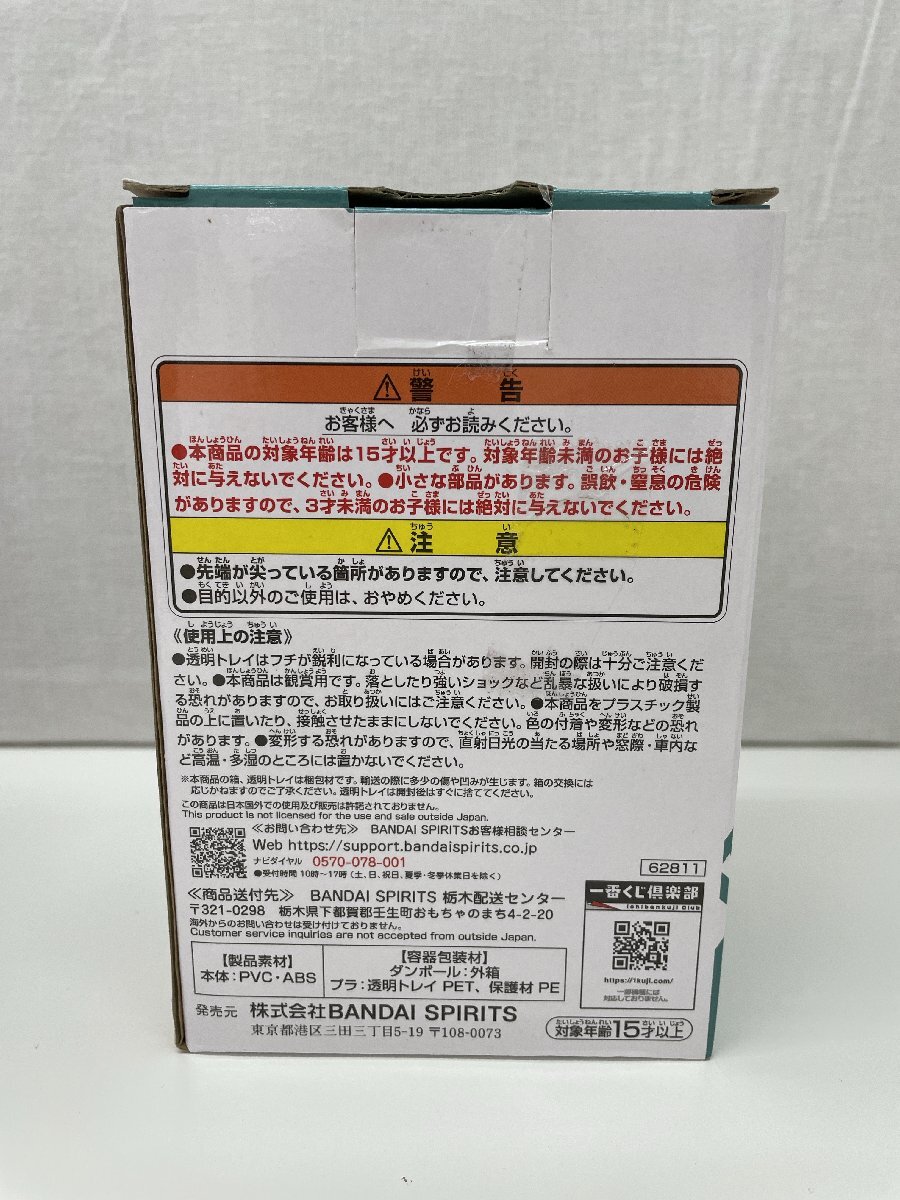 ⚠警告
お客様へ 必ずお読みください。
●本商品の対象年齢は15才以上です。対象年齢未満のお子様には絶
対に与えないでください。●小さな部品があります。誤飲・窒息の危険
がありますので、3才未満のお子様には絶対に与えないでください。
⚠注意
●先端が尖っている箇所がありますので、注意してください。
●目的以外のご使用は、おやめください。
《使用上の注意》
●透明トレイはフチが鋭利になっている場合があります。開封の際は十分ご注意くだ
さい。●本商品は観賞用です。落としたり強いショックなど乱暴な扱いにより破損す
る恐れがありますので、お取り扱いにはご注意ください。●本商品をプラスチック製
品の上に置いたり、接触させたままにしないでください。色の付着や変形などの恐れ
があります。●変形する恐れがありますので、直射日光の当たる場所や窓際・車内な
ど高温・多湿のところには置かないでください。
※本商品の箱、透明トレイは梱包材です。輸送の際に多少の傷や凹みが生じます。箱の交換には
応じかねますのでご了承ください。透明トレイは開封後はすぐに捨ててください。
この商品は日本国外での使用及び販売は許諾されておりません。
This product is not licensed for the use and sale outside Japan.
≪お問い合わせ先≫ BANDAI SPIRITSお客様相談センター
Web https://support.bandaispirits.co.jp
ナビダイヤル 0570-078-001
●受付時間 10時~17時(土、日、祝日、夏季・冬季休業日を除く)
62811
≪商品送付先≫ BANDAI SPIRITS 栃木配送センター
〒321-0298 栃木県下都賀郡壬生町おもちゃのまち4-2-20
海外からのお問い合わせは受け付けておりません。
Customer service inquiries are not accepted from outside Japan.
一番くじ倶楽部
Ichibankuji Club
https://1kuji.com/
一部機種には
対応しておりません。
【製品素材】
本体:PVC・ABS
【容器包装材】
ダンボール:外箱
プラ:透明トレイ PET、保護材 PE
発売元 株式会社BANDAI SPIRITS
東京都港区三田三丁目5-19 〒108-0073
対象年齢15才以上